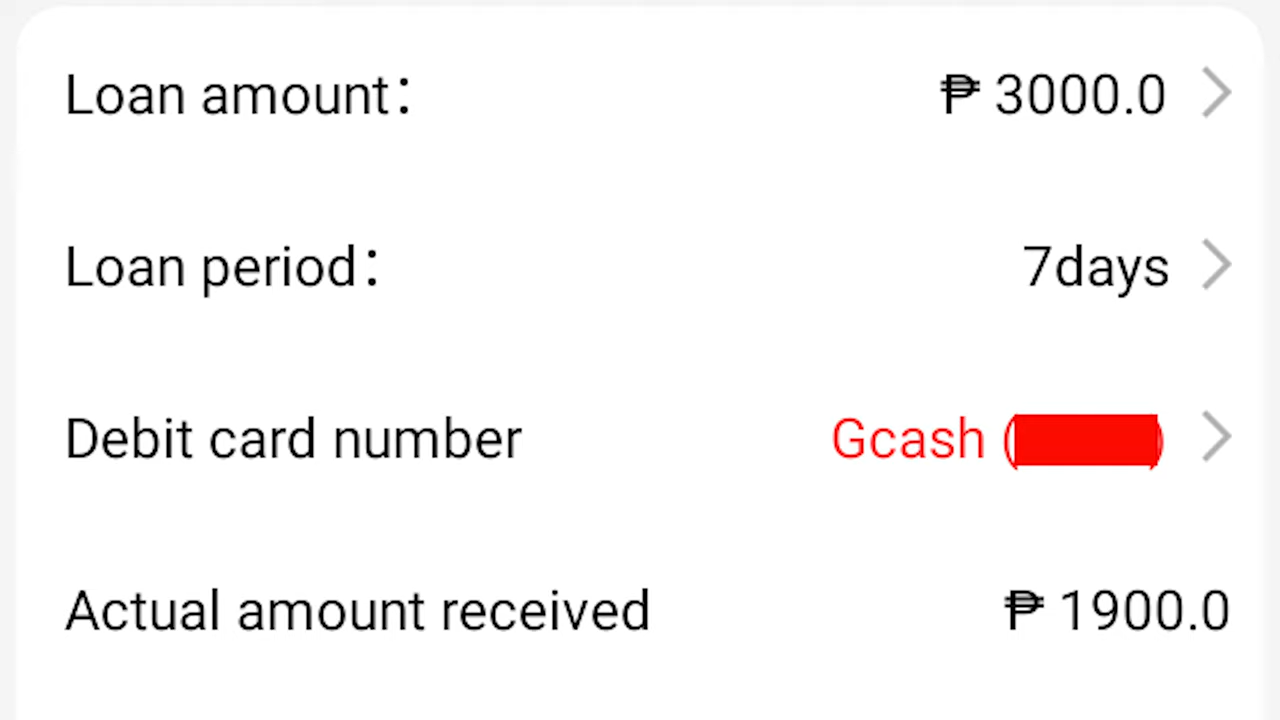 Loan amount: ₱ 3000.0
Loan period: 7days
Debit card number Gcash ( )
Actual amount received ₱ 1900.0